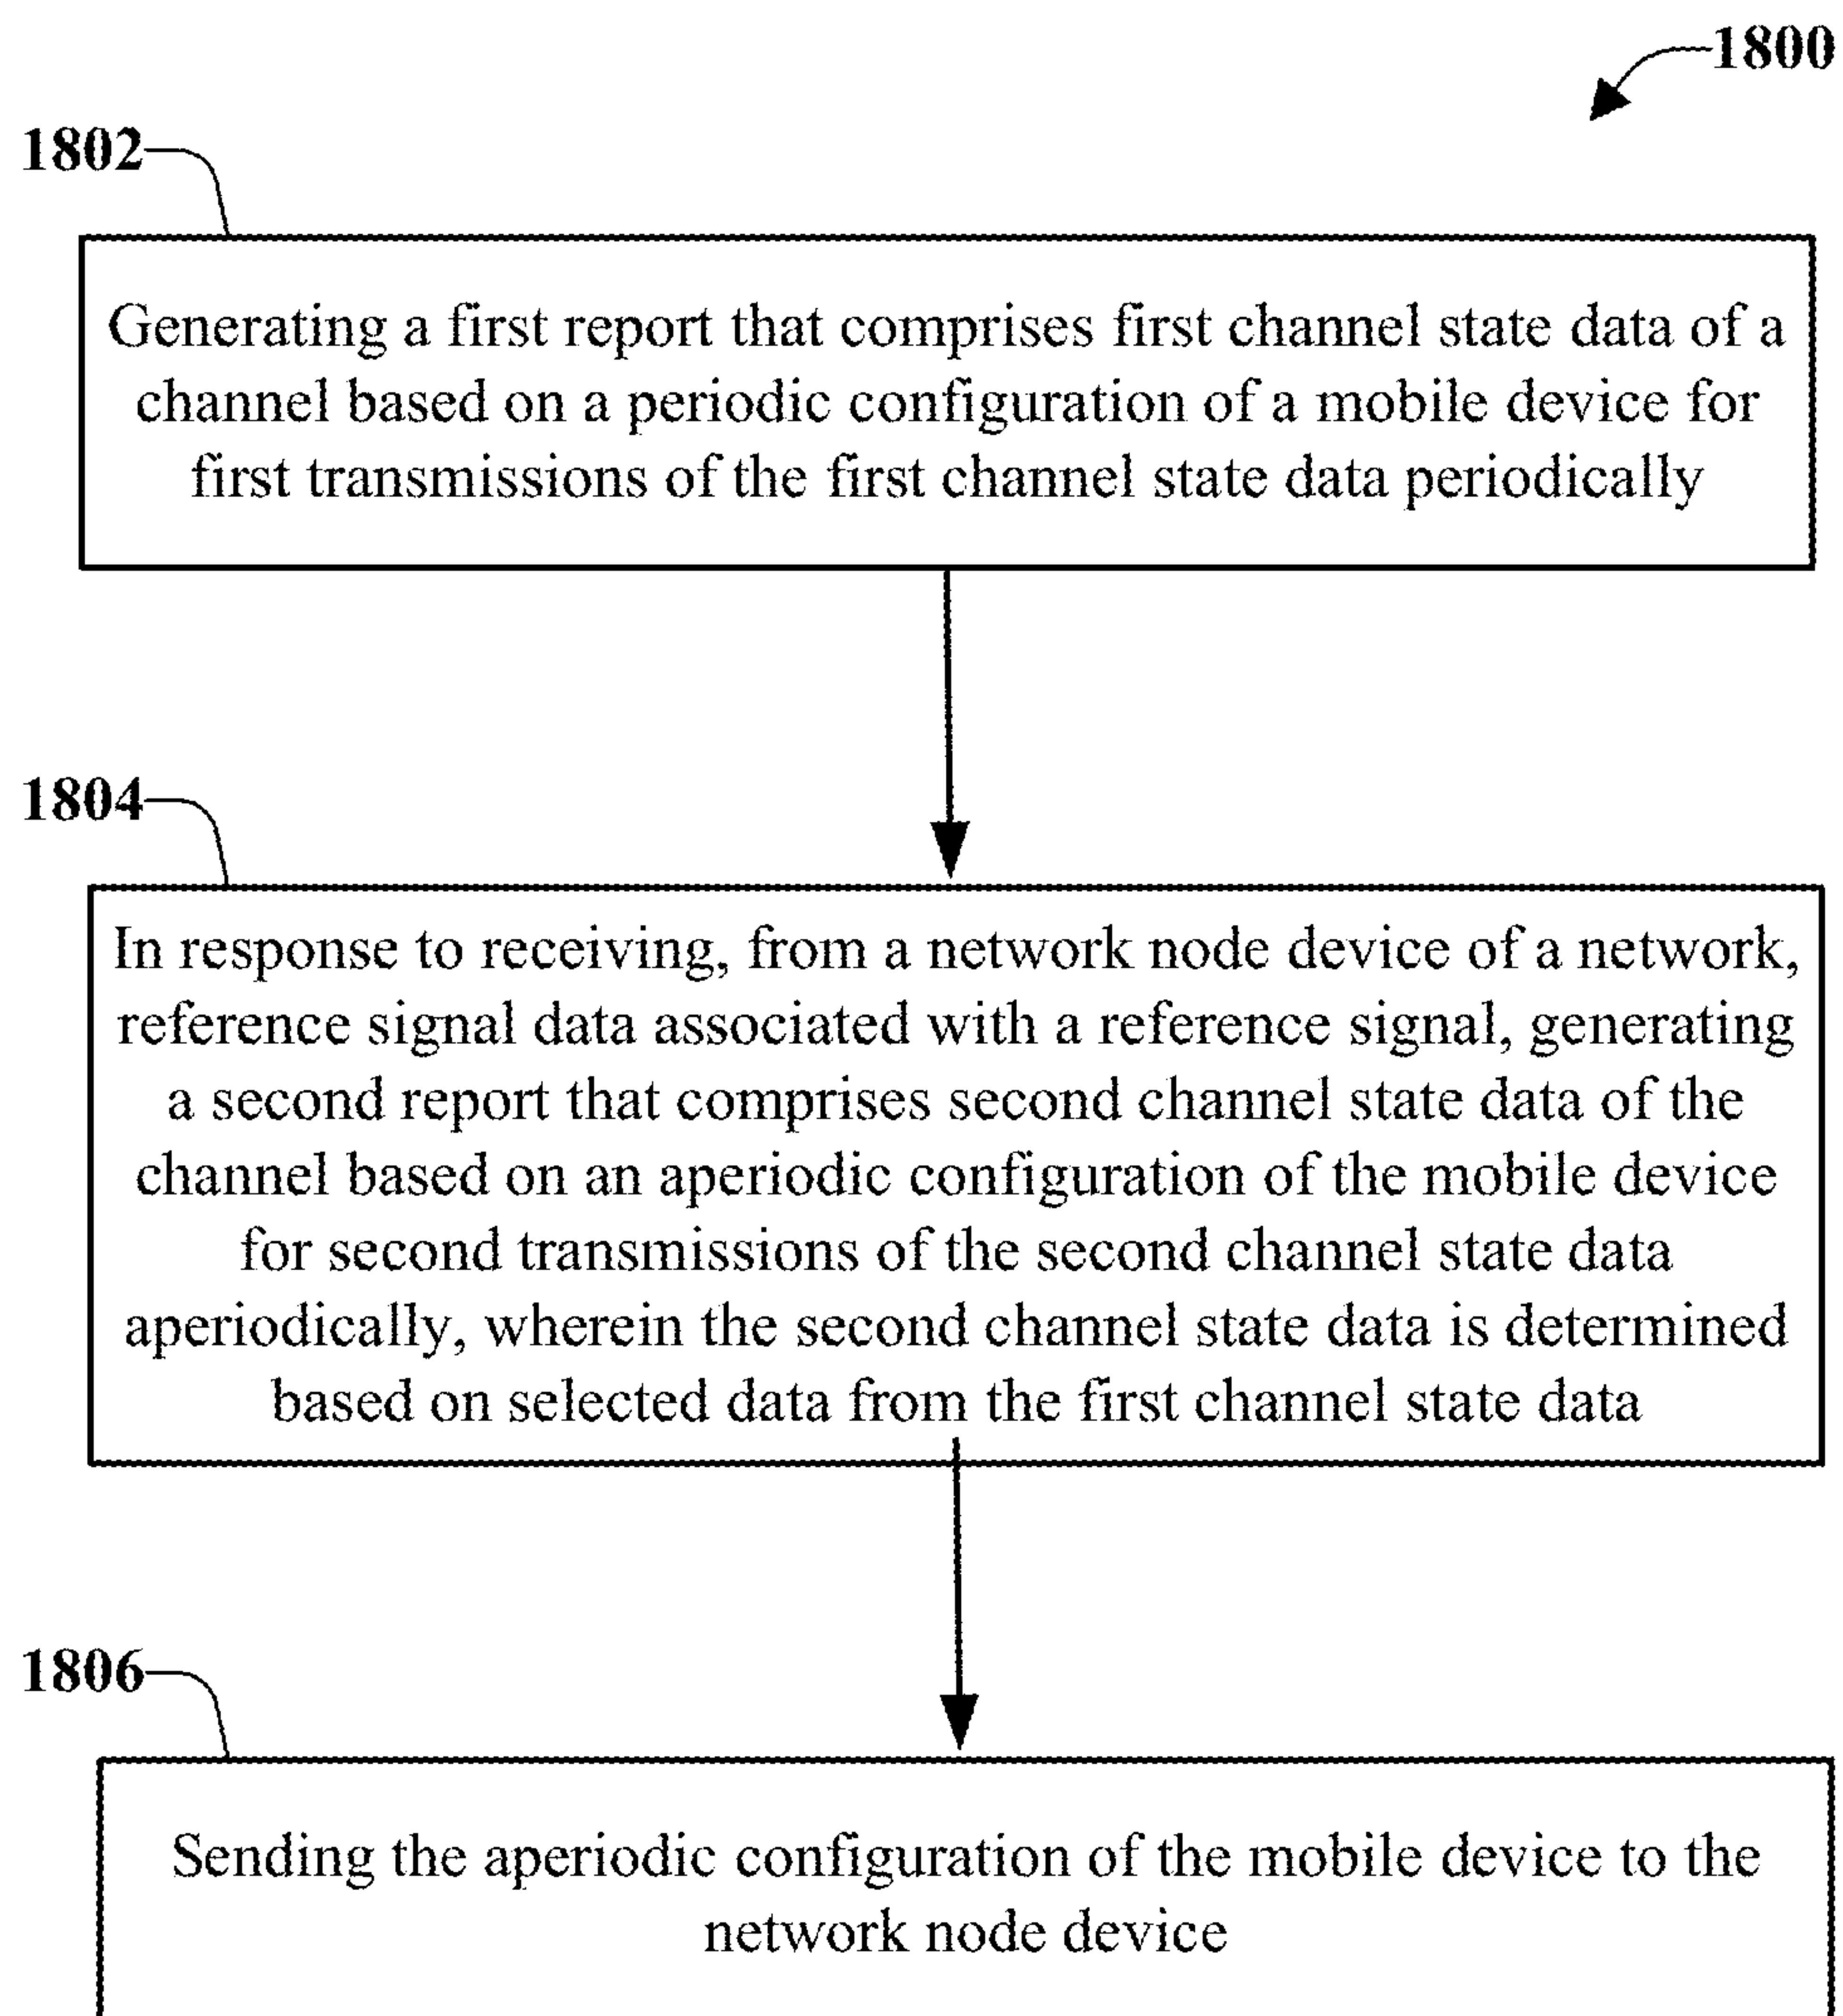 1800
1802
Generating a first report that comprises first channel state data of a
channel based on a periodic configuration of a mobile device for
first transmissions of the first channel state data periodically
1804
In response to receiving, from a network node device of a network,
reference signal data associated with a reference signal, generating
a second report that comprises second channel state data of the
channel based on an aperiodic configuration of the mobile device
for second transmissions of the second channel state data
aperiodically, wherein the second channel state data is determined
based on selected data from the first channel state data
1806
Sending the aperiodic configuration of the mobile device to the
network node device